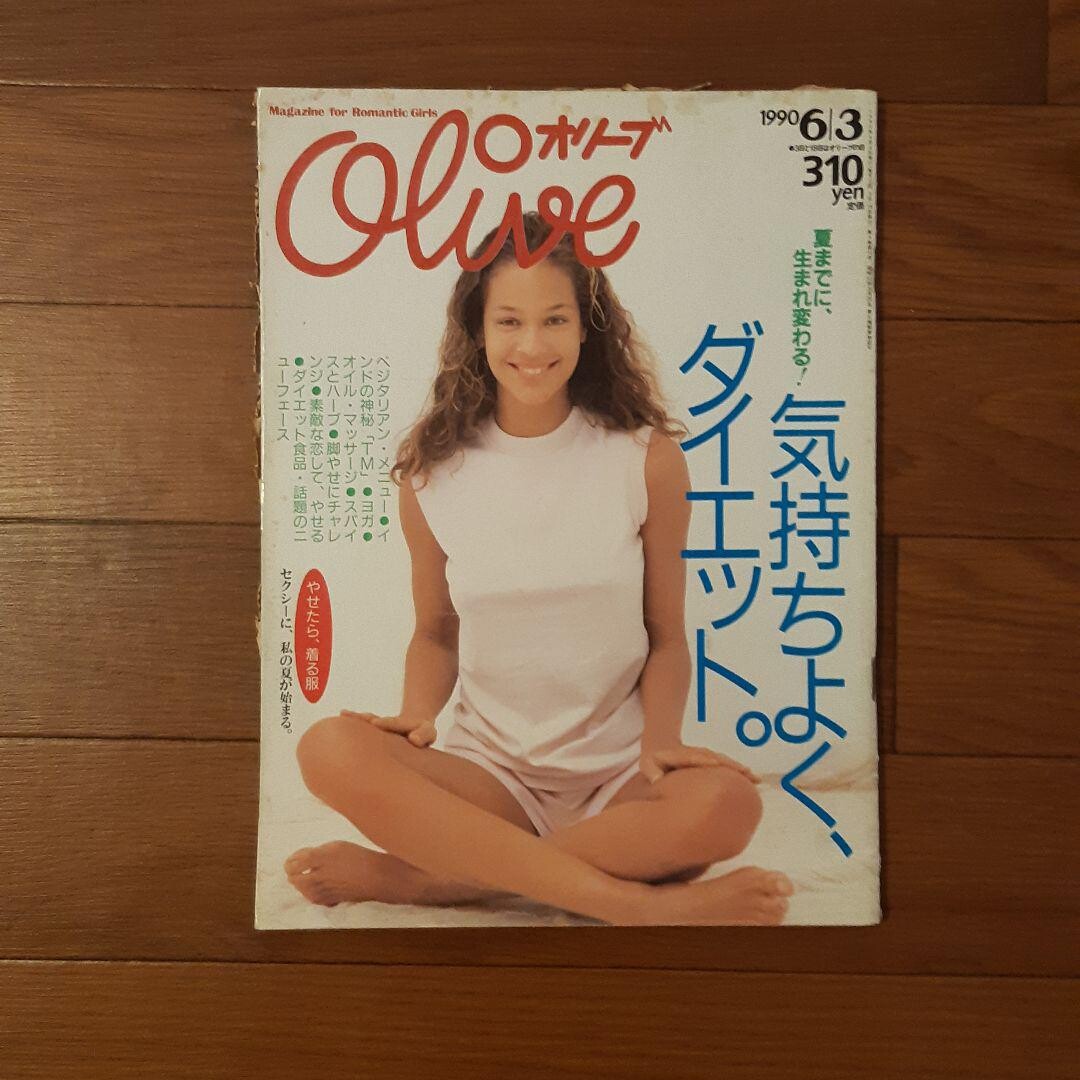 Magazine for Romantic Girls
Olive
オリーブ
1990 6/3
310
yen
定価
夏までに、
生まれ変わる!
気持ちよく、
ダイエット。
ベジタリアン・メニュー●イ
ンドの神秘「TM」●ヨガ●
オイル・マッサージ●スパイ
スとハーブ●脚やせにチャレ
ンジ●素敵な恋して、やせる
●ダイエット食品・話題のニ
ューフェース
やせたら、着る服
セクシーに、私の夏が始まる。